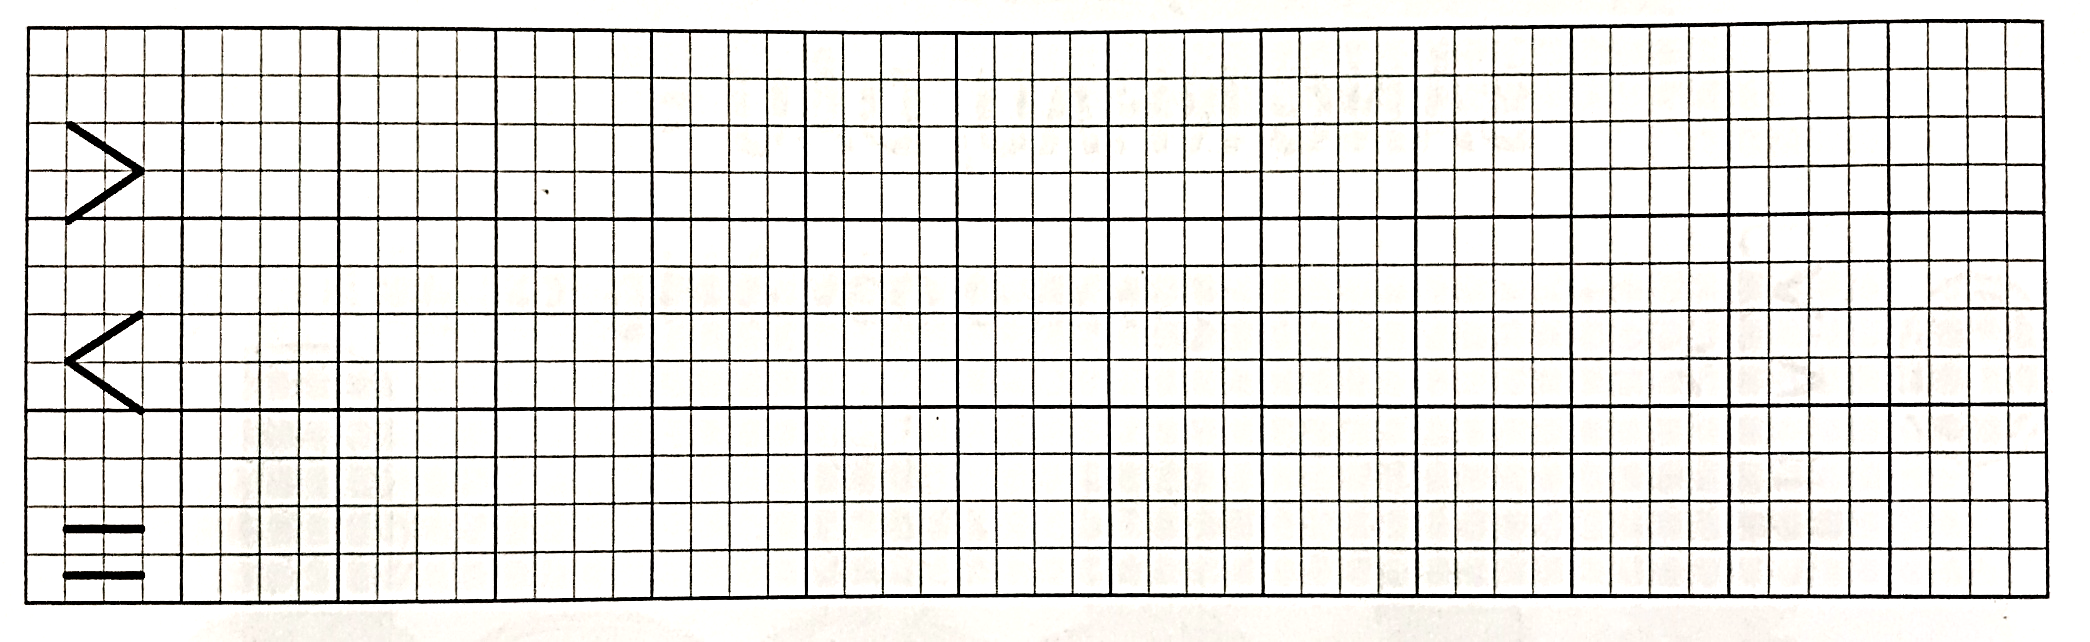 >
<
=